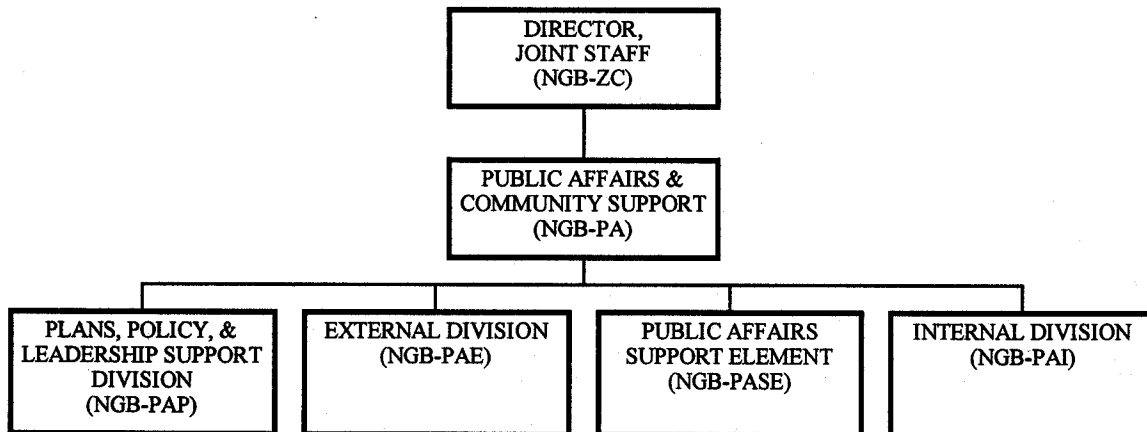 DIRECTOR,
JOINT STAFF
(NGB-ZC)
PUBLIC AFFAIRS &
COMMUNITY SUPPORT
(NGB-PA)
PLANS, POLICY, &
LEADERSHIP SUPPORT
DIVISION
(NGB-PAP)
EXTERNAL DIVISION
(NGB-PAE)
PUBLIC AFFAIRS
SUPPORT ELEMENT
(NGB-PASE)
INTERNAL DIVISION
(NGB-PAI)